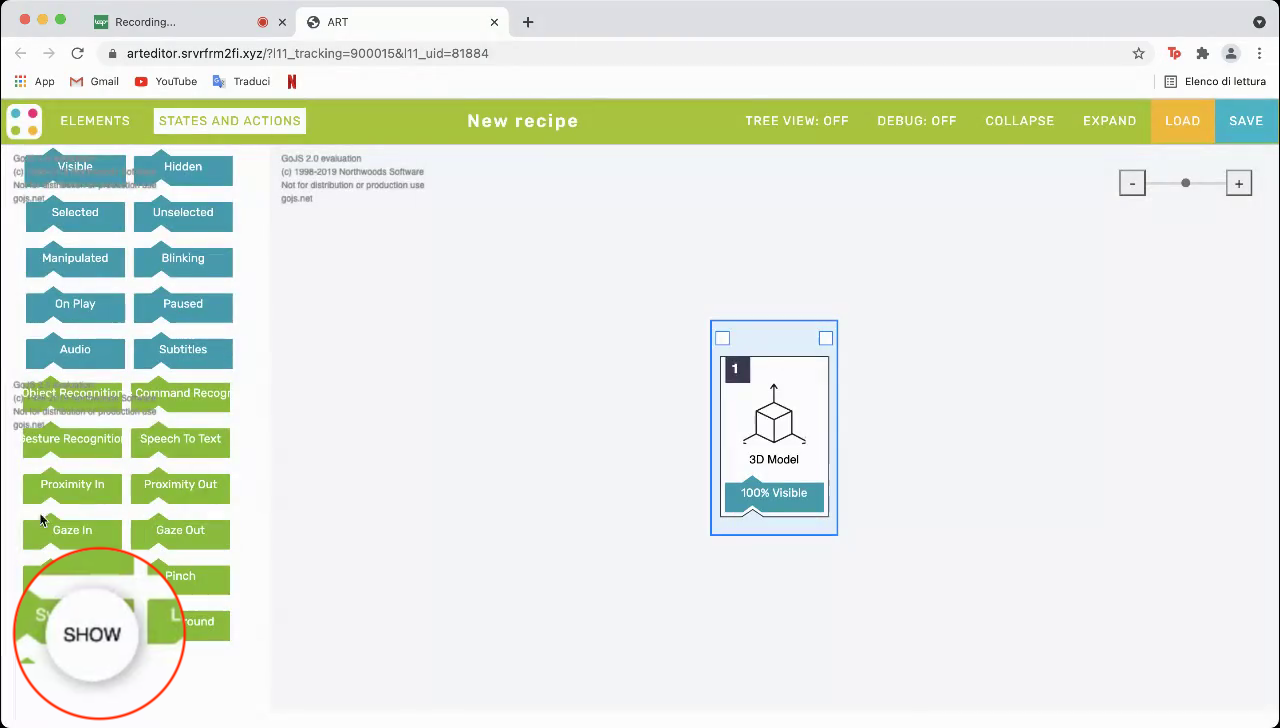 Recording...
ART
arteditor.srvrfrm2fi.xyz/?l11_tracking=900015&l11_uid=81884
App
Gmail
YouTube
Traduci
Elenco di lettura
ELEMENTS
STATES AND ACTIONS
New recipe
TREE VIEW: OFF
DEBUG: OFF
COLLAPSE
EXPAND
LOAD
SAVE
GoJS 2.0 evaluation
(c) 1998-2019 Northwoods Software
Not for distribution or production use
gojs.net
Visible
Hidden
Selected
Unselected
Manipulated
Blinking
On Play
Paused
Audio
Subtitles
Object Recognition
Command Recogn
Gesture Recognition
Speech To Text
Proximity In
Proximity Out
Gaze In
Gaze Out
Pinch
round
SHOW
-
+
1
3D Model
100% Visible